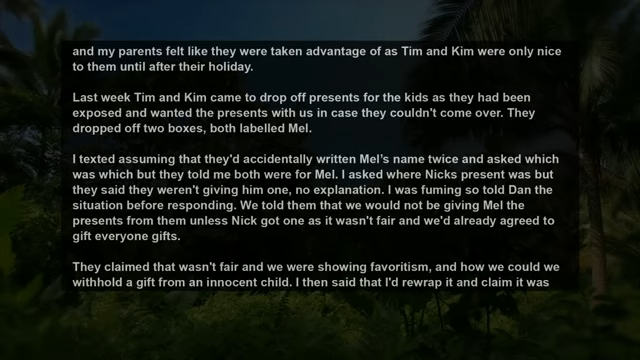 and my parents felt like they were taken advantage of as Tim and Kim were only nice
to them until after their holiday.
Last week Tim and Kim came to drop off presents for the kids as they had been
exposed and wanted the presents with us in case they couldn't come over. They
dropped off two boxes, both labelled Mel.
I texted assuming that they'd accidentally written Mel's name twice and asked which
was which but they told me both were for Mel. I asked where Nicks present was but
they said they weren't giving him one, no explanation. I was fuming so told Dan the
situation before responding. We told them that we would not be giving Mel the
presents from them unless Nick got one as it wasn't fair and we'd already agreed to
gift everyone gifts.
They claimed that wasn't fair and we were showing favoritism, and how we could we
withhold a gift from an innocent child. I then said that I'd rewrap it and claim it was